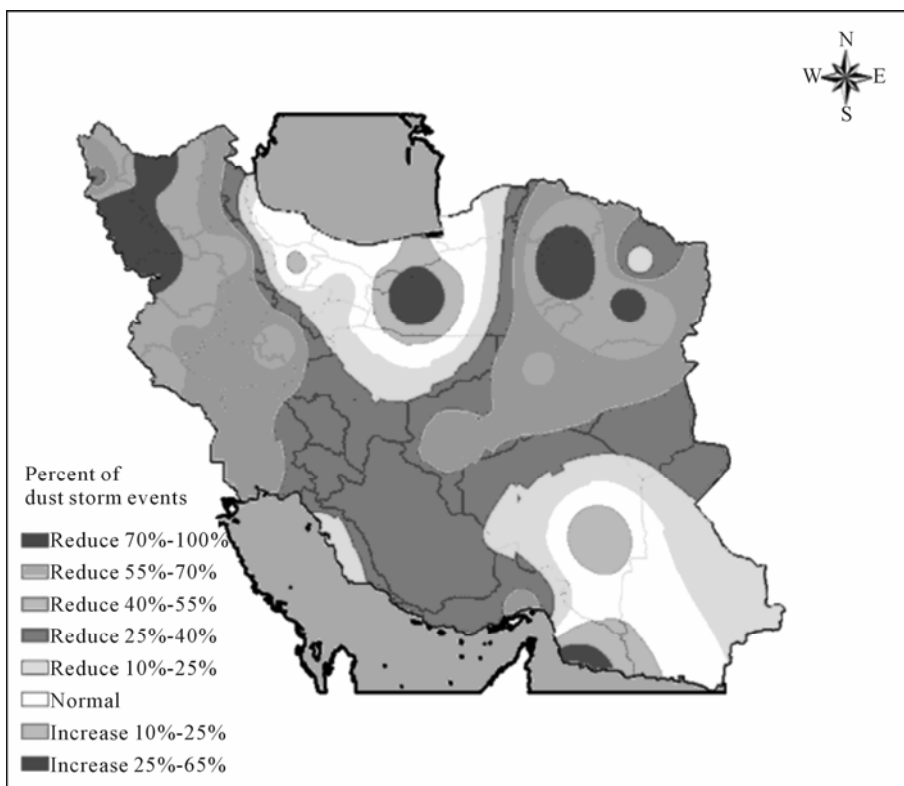 N
W E
S
Percent of
dust storm events
Reduce 70%-100%
Reduce 55%-70%
Reduce 40%-55%
Reduce 25%-40%
Reduce 10%-25%
Normal
Increase 10%-25%
Increase 25%-65%